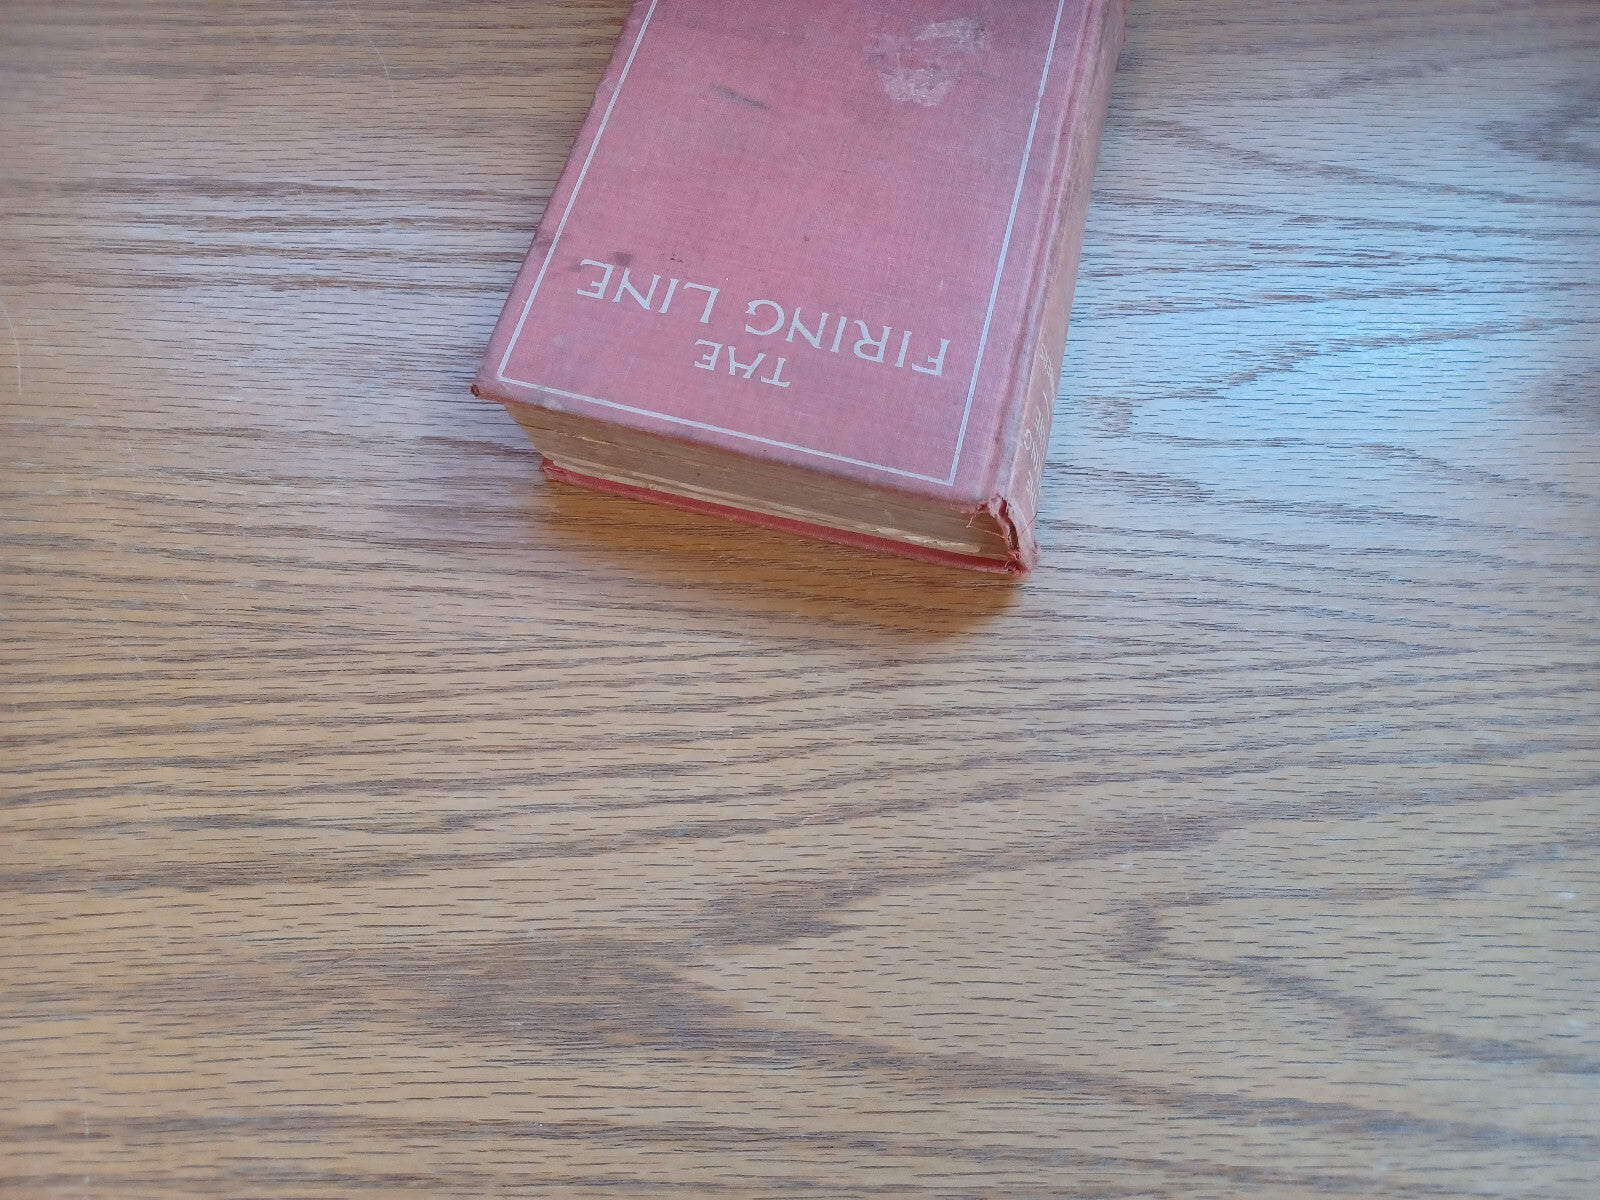 THE
FIRING LINE